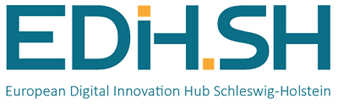 EDiH.SH
European Digital Innovation Hub Schleswig-Holstein